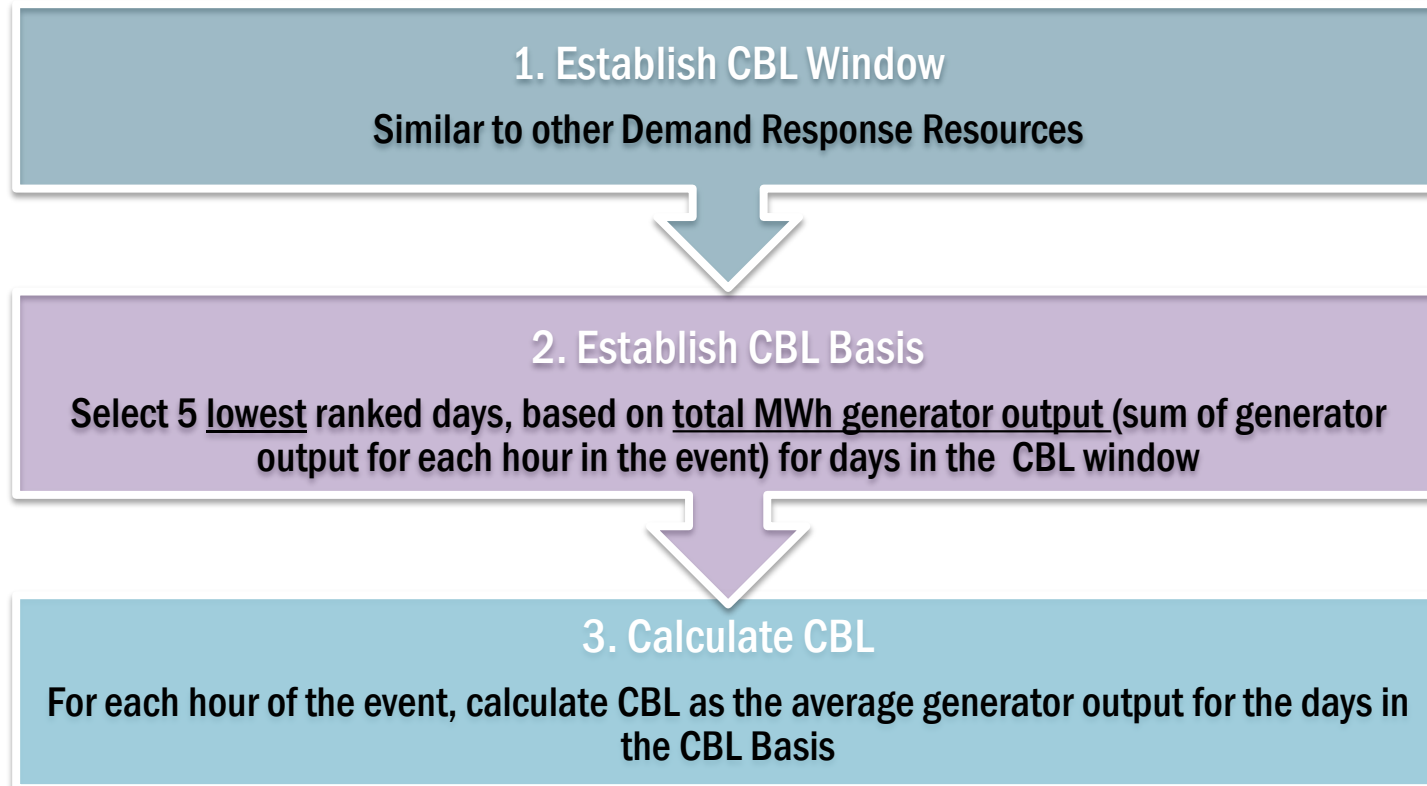 1. Establish CBL Window
Similar to other Demand Response Resources
2. Establish CBL Basis
Select 5 lowest ranked days, based on total MWh generator output (sum of generator
output for each hour in the event) for days in the CBL window
3. Calculate CBL
For each hour of the event, calculate CBL as the average generator output for the days in
the CBL Basis